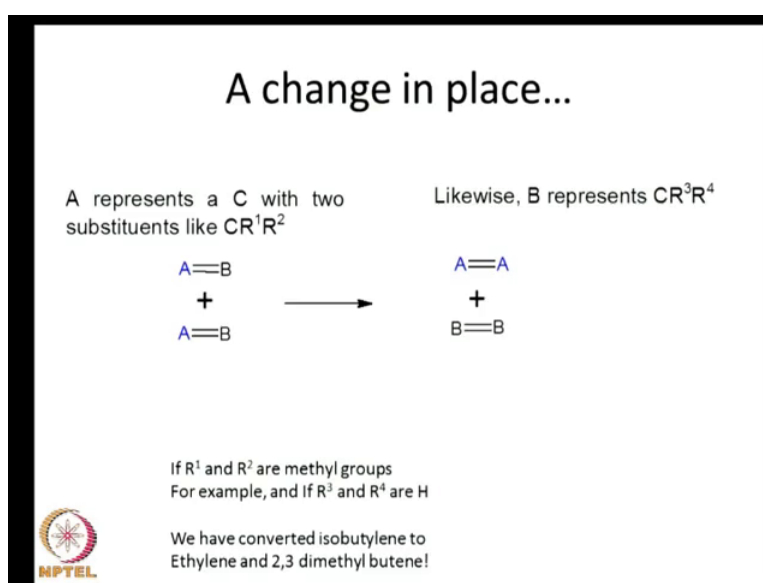 A change in place...
A represents a C with two
substituents like CR¹R²
Likewise, B represents CR³R⁴
A=B
+
A=B
A=A
+
B=B
If R¹ and R² are methyl groups
For example, and If R³ and R⁴ are H
We have converted isobutylene to
Ethylene and 2,3 dimethyl butene!
NPTEL